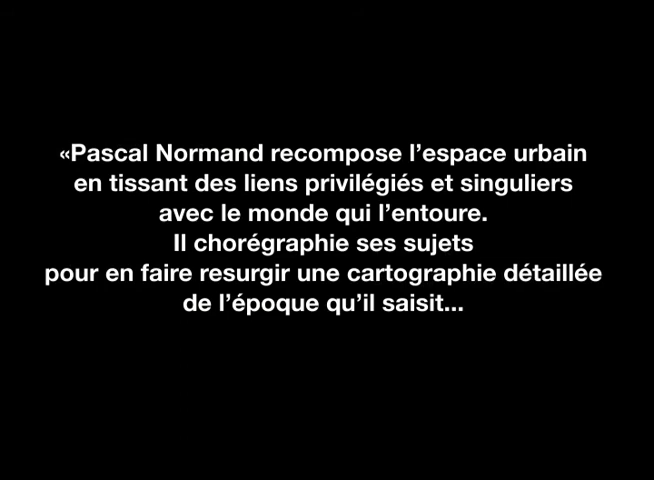 «Pascal Normand recompose l’espace urbain
en tissant des liens privilégiés et singuliers
avec le monde qui l’entoure.
Il chorégraphie ses sujets
pour en faire resurgir une cartographie détaillée
de l’époque qu’il saisit...